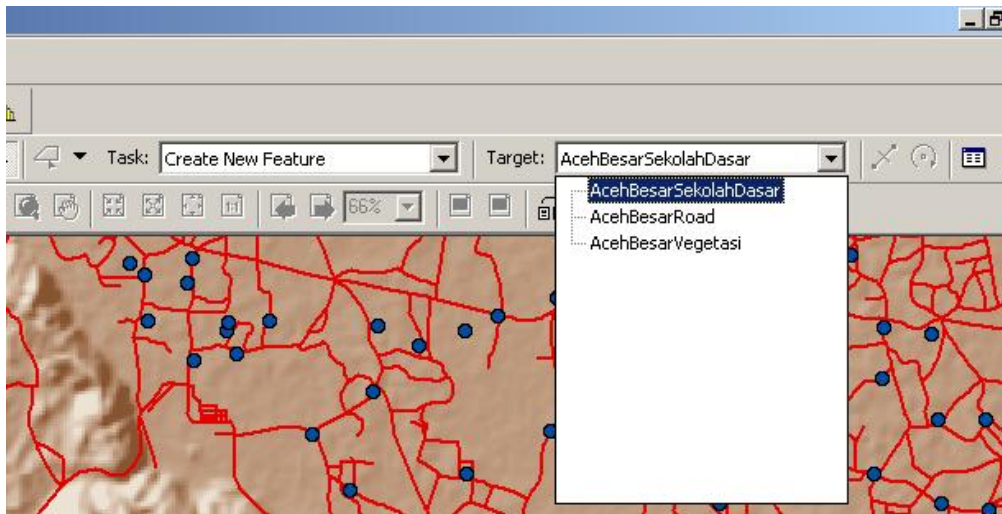 Task: Create New Feature Target: AcehBesarSekolahDasar
66%
AcehBesarSekolahDasar
AcehBesarRoad
AcehBesarVegetasi